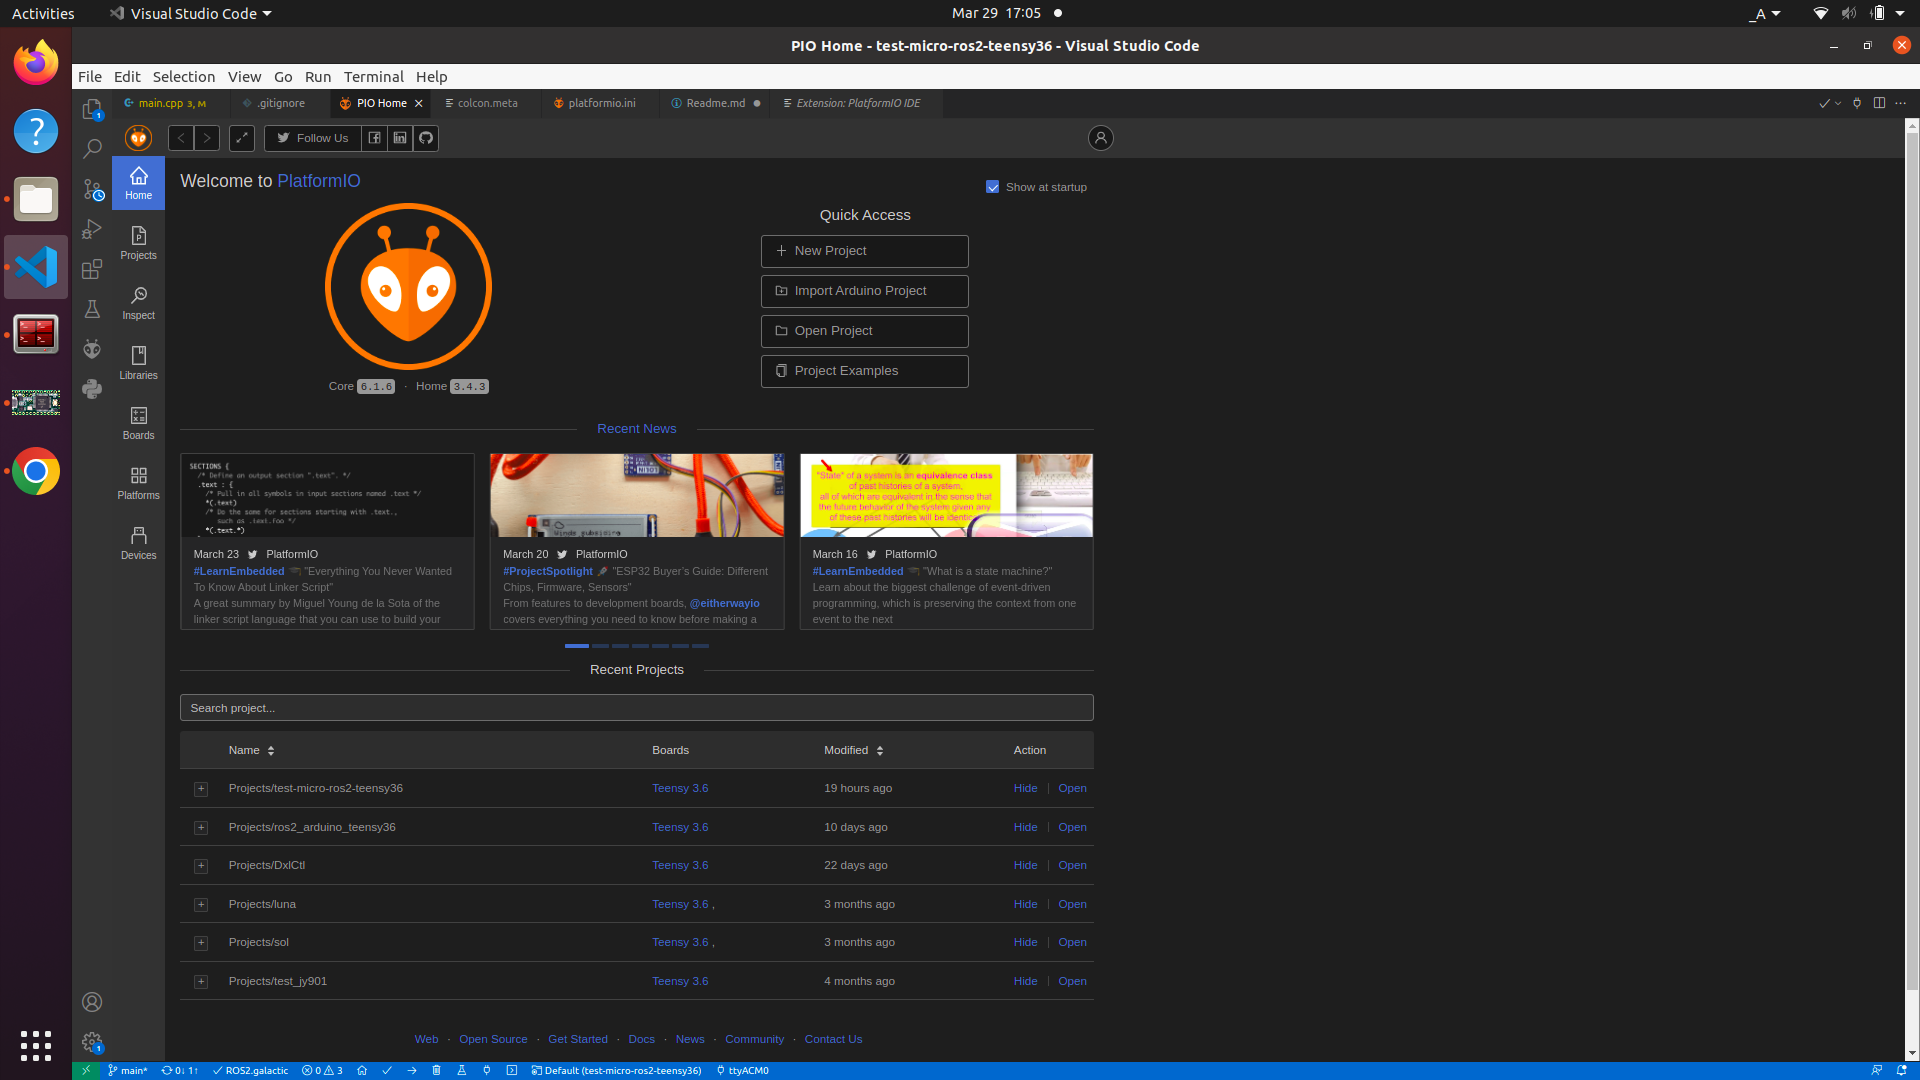 Activities
Visual Studio Code
Mar 29 17:05
_A
PIO Home - test-micro-ros2-teensy36 - Visual Studio Code
File Edit Selection View Go Run Terminal Help
main.cpp 3, M
.gitignore
PIO Home
colcon.meta
platformio.ini
Readme.md
Extension: PlatformIO IDE
1
Follow Us
Home
Projects
Inspect
Libraries
Boards
Platforms
Devices
Welcome to PlatformIO
Show at startup
Quick Access
New Project
Import Arduino Project
Open Project
Project Examples
Core 6.1.6 · Home 3.4.3
Recent News
SECTIONS {
/* Define an output section ".text". */
.text : {
/* Pull in all symbols in input sections named .text */
*(.text)
/* Do the same for sections starting with .text.,
such as .text.foo */
*(.text.*)
March 23 PlatformIO
#LearnEmbedded "Everything You Never Wanted
To Know About Linker Script"
A great summary by Miguel Young de la Sota of the
linker script language that you can use to build your
March 20 PlatformIO
#ProjectSpotlight "ESP32 Buyer's Guide: Different
Chips, Firmware, Sensors"
From features to development boards, @eitherwayio
covers everything you need to know before making a
"State" of a system is an equivalence class
of past histories of a system,
all of which are equivalent in the sense that
the future behavior of the system given any
of these past histories will be identic
March 16 PlatformIO
#LearnEmbedded "What is a state machine?"
Learn about the biggest challenge of event-driven
programming, which is preserving the context from one
event to the next
Recent Projects
Search project...
Name Boards Modified Action
Projects/test-micro-ros2-teensy36 Teensy 3.6 19 hours ago Hide | Open
Projects/ros2_arduino_teensy36 Teensy 3.6 10 days ago Hide | Open
Projects/DxlCtl Teensy 3.6 22 days ago Hide | Open
Projects/luna Teensy 3.6 , 3 months ago Hide | Open
Projects/sol Teensy 3.6 , 3 months ago Hide | Open
Projects/test_jy901 Teensy 3.6 4 months ago Hide | Open
Web · Open Source · Get Started · Docs · News · Community · Contact Us
1
main* 0↓ 1↑ ROS2.galactic 0 3 Default (test-micro-ros2-teensy36) ttyACM0